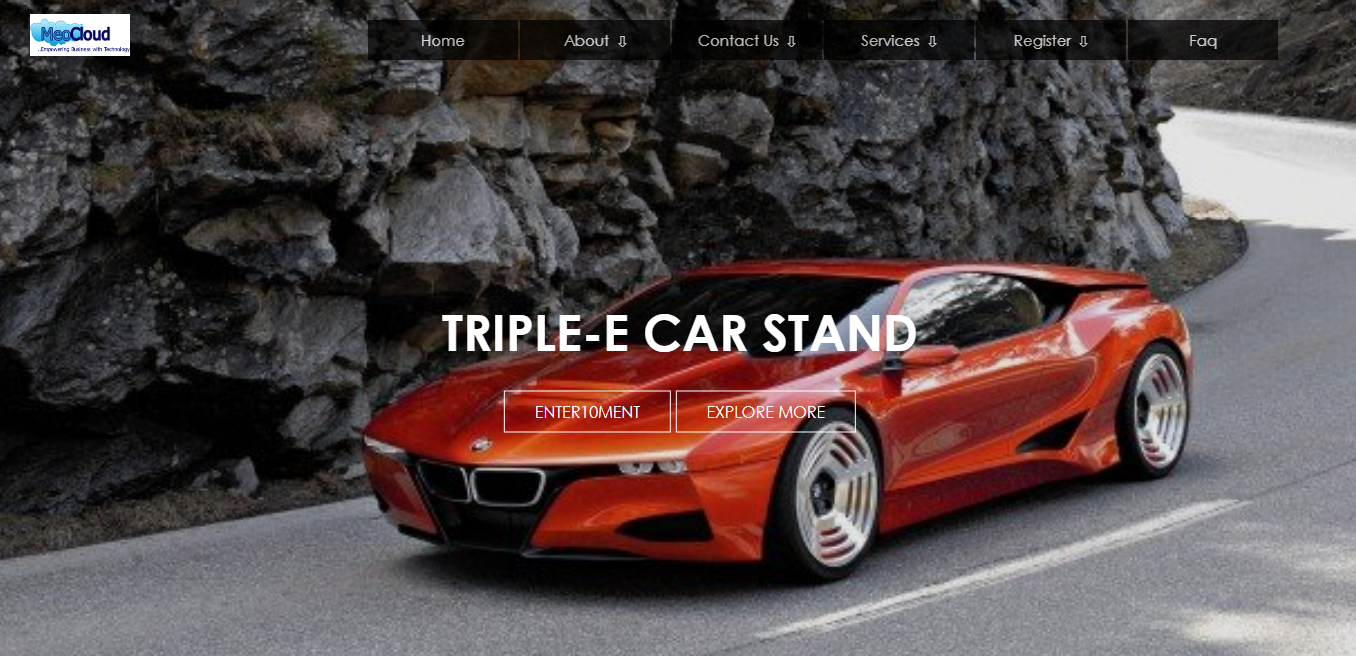 MeoCloud
...Empowering Business with Technology
Home About ⇩ Contact Us ⇩ Services ⇩ Register ⇩ Faq
TRIPLE-E CAR STAND
ENTER10MENT EXPLORE MORE